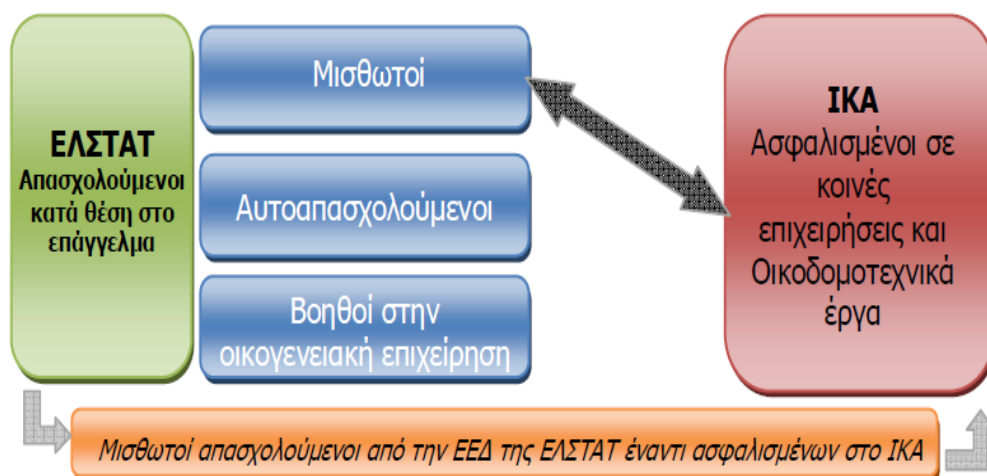 ΕΛΣΤΑΤ
Απασχολούμενοι
κατά θέση στο
επάγγελμα
Μισθωτοί
Αυτοαπασχολούμενοι
Βοηθοί στην
οικογενειακή επιχείρηση
ΙΚΑ
Ασφαλισμένοι σε
κοινές
επιχειρήσεις και
Οικοδομοτεχνικά
έργα
Μισθωτοί απασχολούμενοι από την ΕΕΔ της ΕΛΣΤΑΤ έναντι ασφαλισμένων στο ΙΚΑ